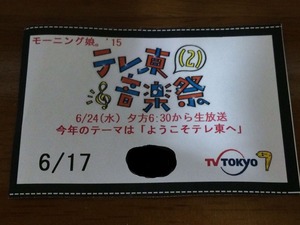 モーニング娘。'15
テレ東
(2)
音楽祭。
6/24(水) 夕方6:30から生放送
今年のテーマは「ようこそテレ東へ」
6/17
TV TOKYO 7